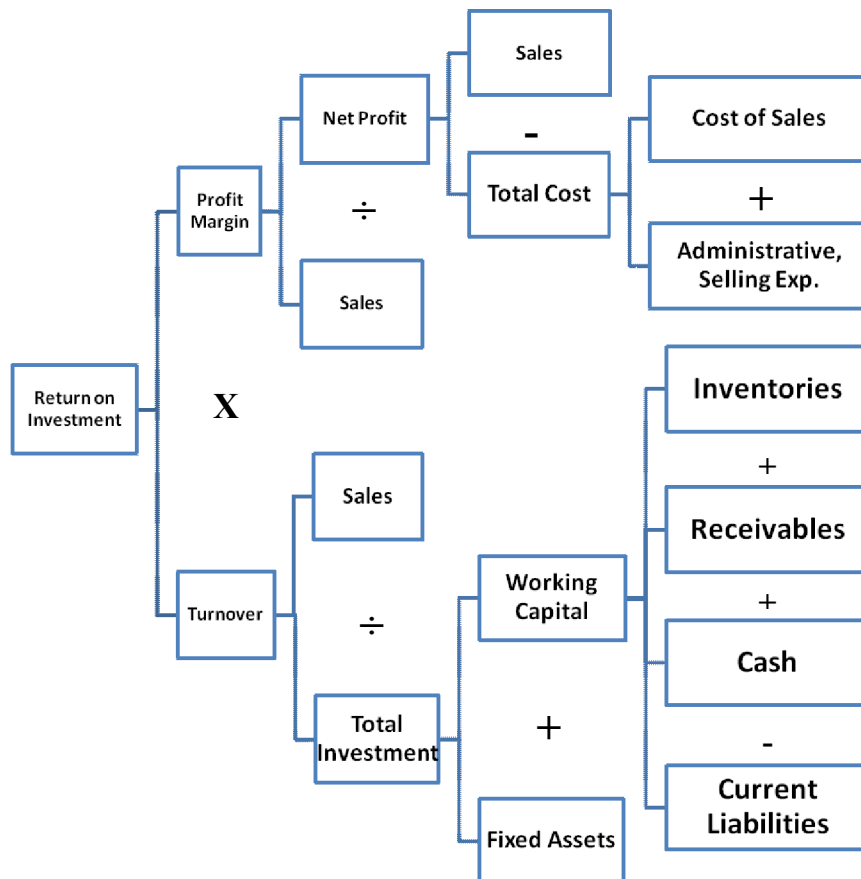 Sales
Net Profit
-
Cost of Sales
Total Cost
+
Profit
Margin
÷
Administrative,
Selling Exp.
Sales
Return on
Investment
X
Inventories
+
Sales
Receivables
Working
Capital
+
Turnover
÷
Cash
Total
Investment
+
-
Current
Liabilities
Fixed Assets